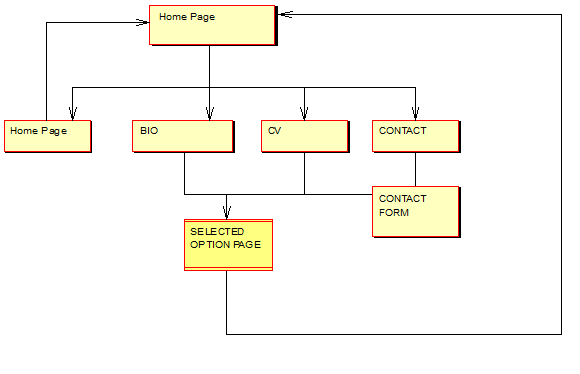 Home Page
Home Page
BIO
CV
CONTACT
CONTACT
FORM
SELECTED
OPTION PAGE